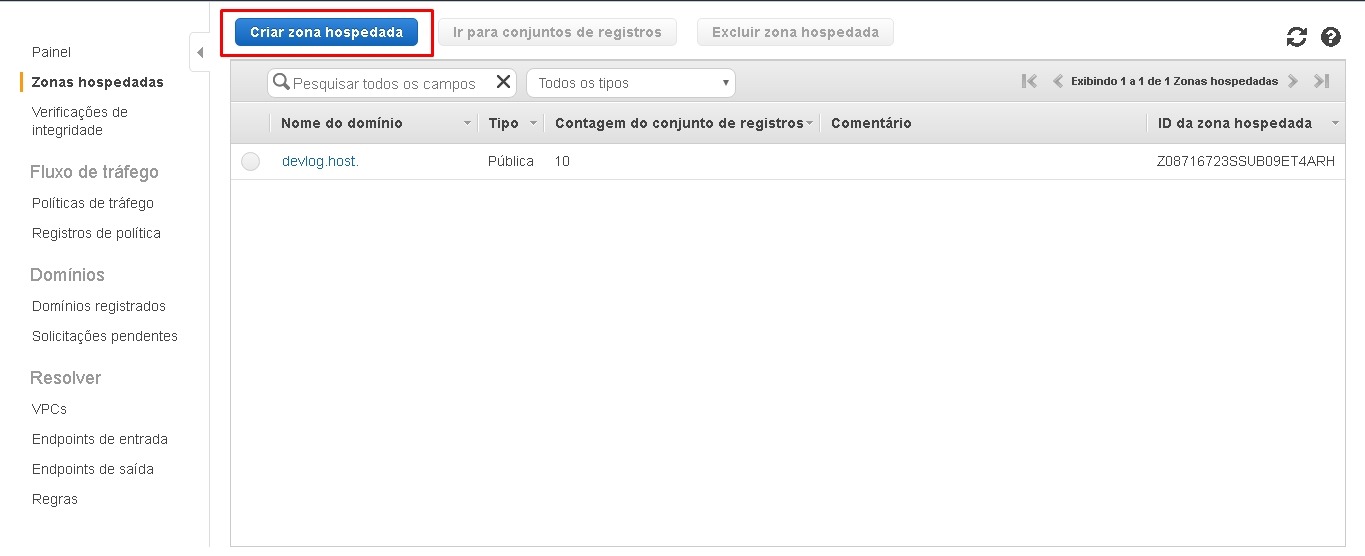 Painel
Zonas hospedadas
Verificações de
integridade
Fluxo de tráfego
Políticas de tráfego
Registros de política
Domínios
Domínios registrados
Solicitações pendentes
Resolver
VPCs
Endpoints de entrada
Endpoints de saída
Regras
Criar zona hospedada Ir para conjuntos de registros Excluir zona hospedada
Pesquisar todos os campos Todos os tipos Exibindo 1 a 1 de 1 Zonas hospedadas
Nome do domínio Tipo Contagem do conjunto de registros Comentário ID da zona hospedada
devlog.host. Pública 10 Z08716723SSUB09ET4ARH